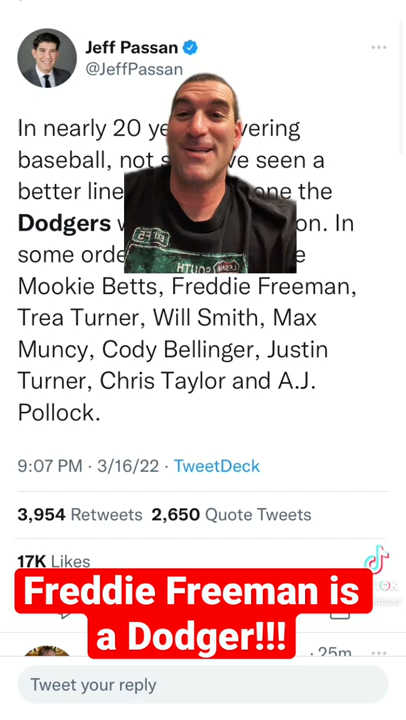 Jeff Passan
@JeffPassan
In nearly 20 vering
baseball, not seen a
better line the
Dodgers on. In
some
Mookie Betts, Freddie Freeman,
Trea Turner, Will Smith, Max
Muncy, Cody Bellinger, Justin
Turner, Chris Taylor and A.J.
Pollock.
9:07 PM · 3/16/22 · TweetDeck
3,954 Retweets 2,650 Quote Tweets
17K Likes
Freddie Freeman is
a Dodger!!!
· 25m
Tweet your reply